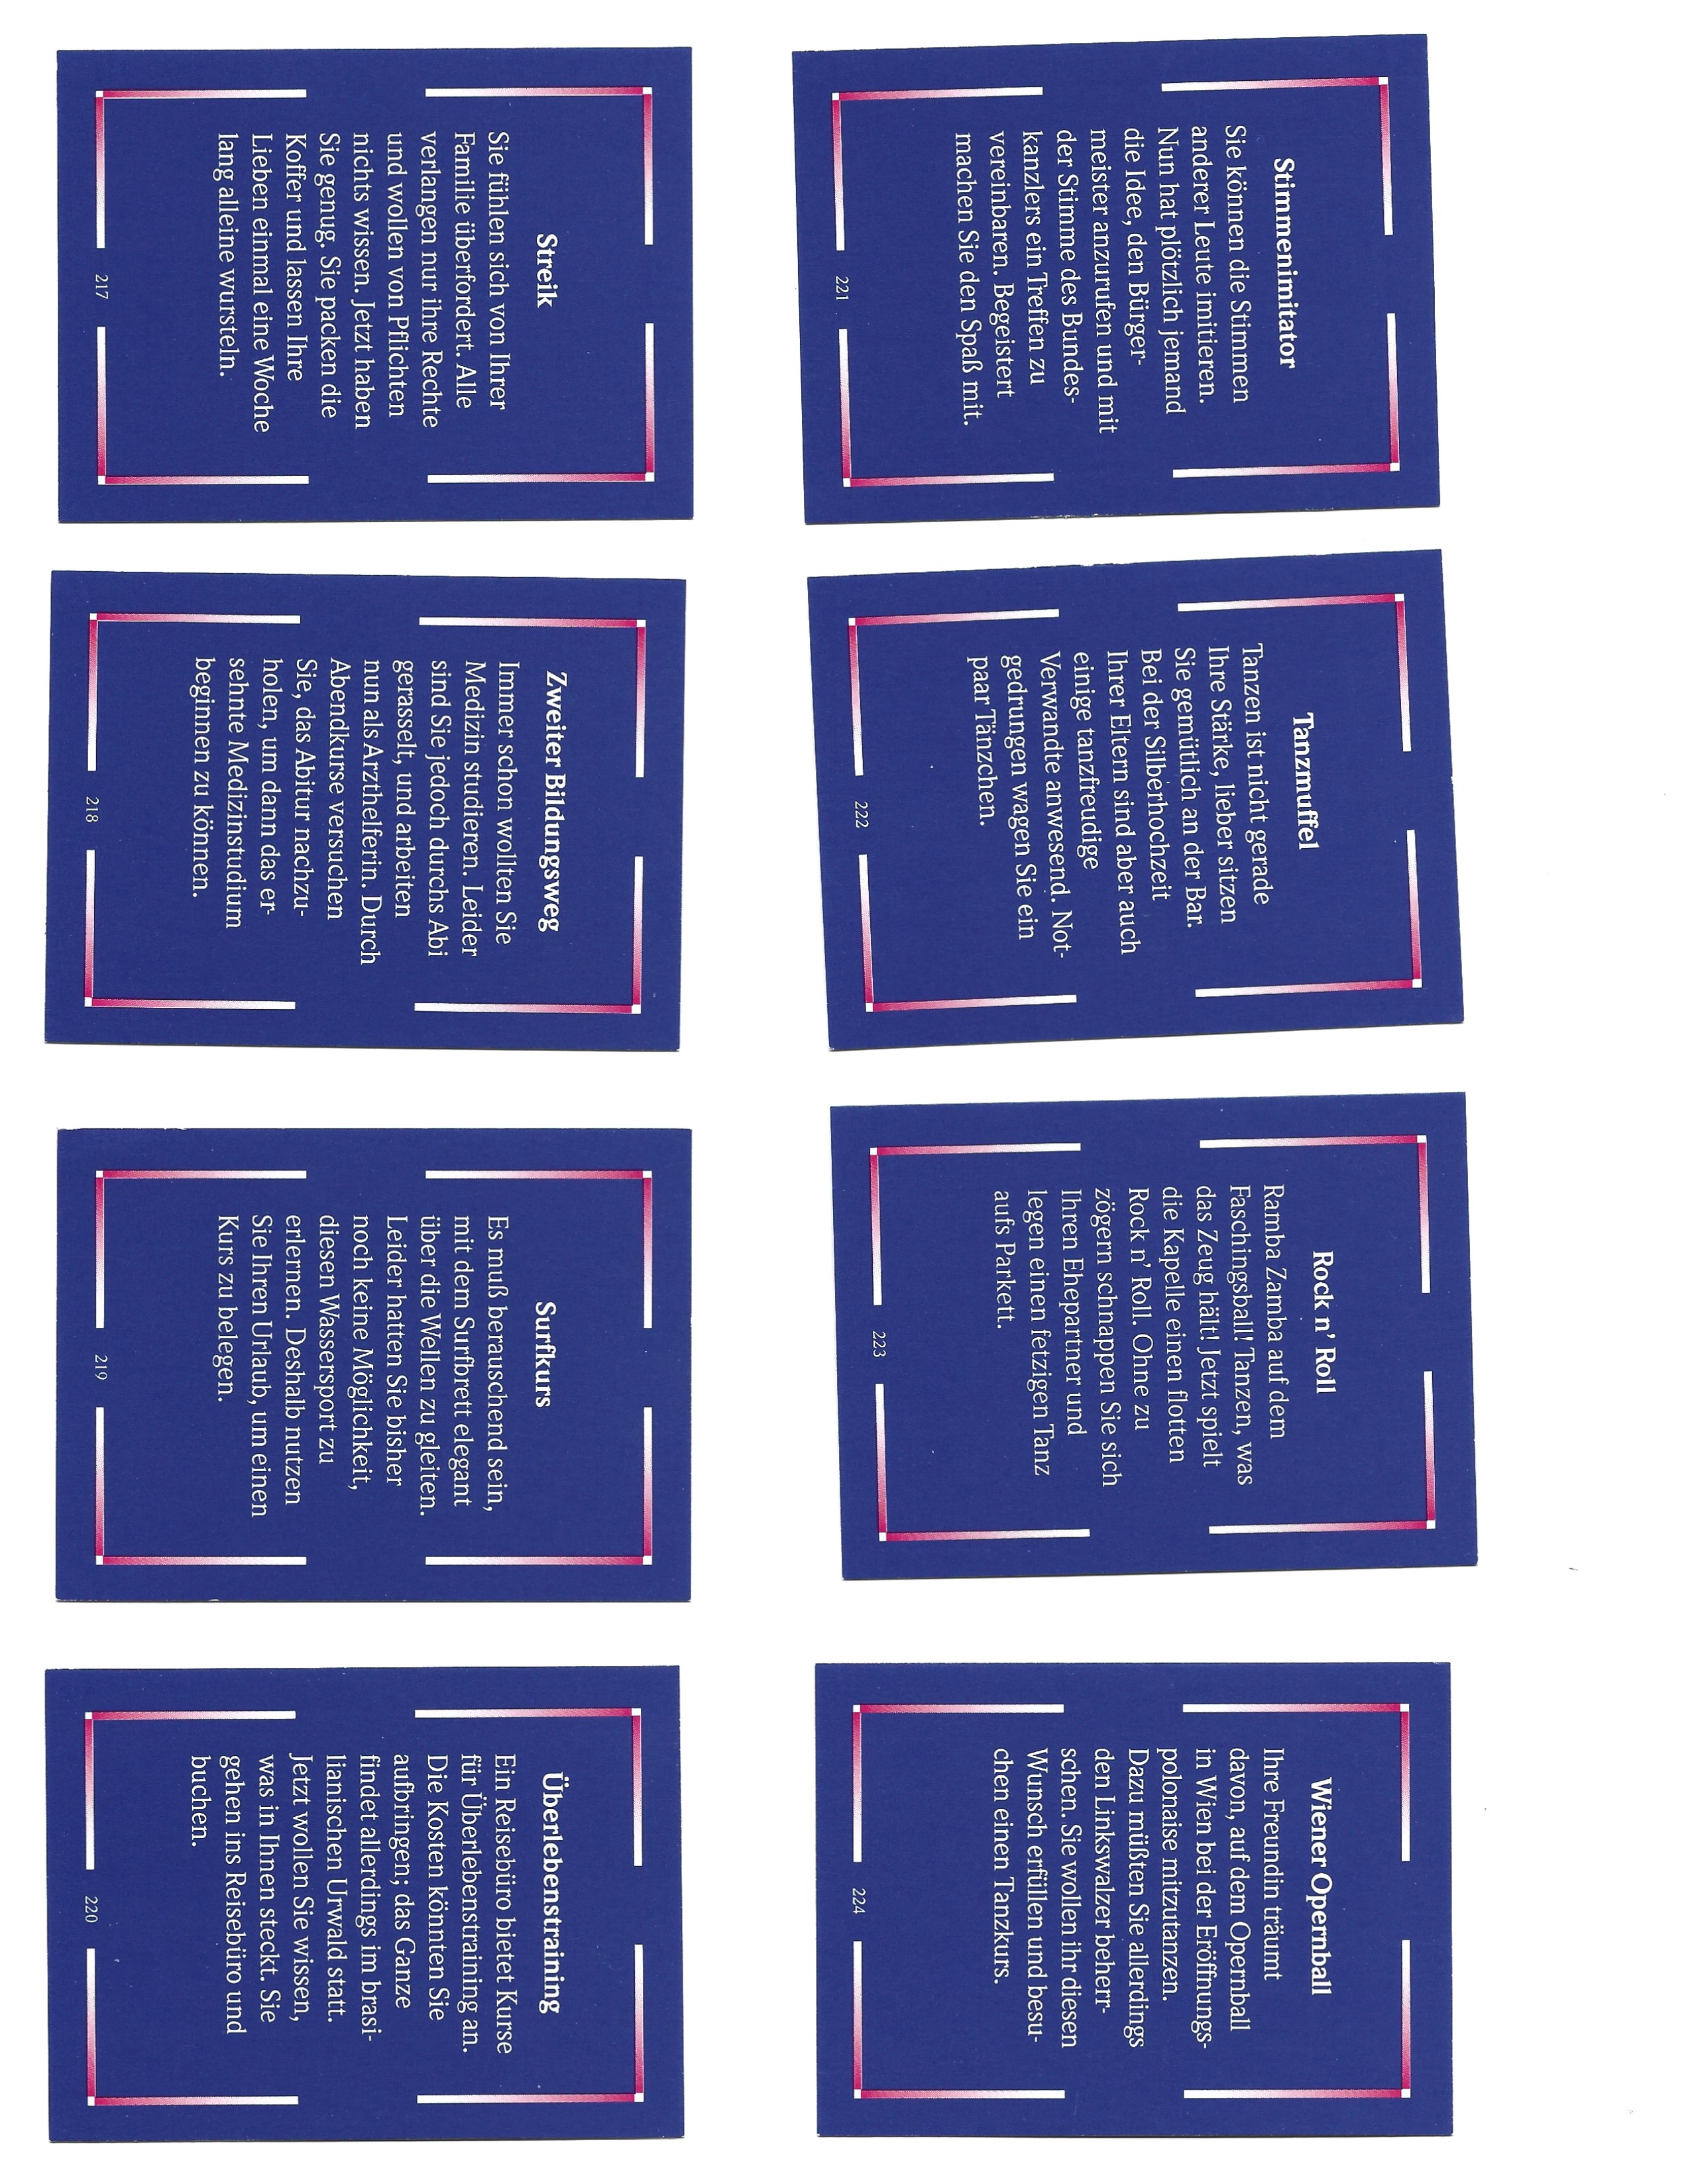 Streik
Sie fühlen sich von Ihrer
Familie überfordert. Alle
verlangen nur ihre Rechte
und wollen von Pflichten
nichts wissen. Jetzt haben
Sie genug. Sie packen die
Koffer und lassen Ihre
Lieben einmal eine Woche
lang alleine wursteln.
217
Zweiter Bildungsweg
Immer schon wollten Sie
Medizin studieren. Leider
sind Sie jedoch durchs Abi
gerasselt, und arbeiten
nun als Arzthelferin. Durch
Abendkurse versuchen
Sie, das Abitur nachzu-
holen, um dann das er-
sehnte Medizinstudium
beginnen zu können.
218
Surfkurs
Es muß berauschend sein,
mit dem Surfbrett elegant
über die Wellen zu gleiten.
Leider hatten Sie bisher
noch keine Möglichkeit,
diesen Wassersport zu
erlernen. Deshalb nutzen
Sie Ihren Urlaub, um einen
Kurs zu belegen.
219
Überlebenstraining
Ein Reisebüro bietet Kurse
für Überlebenstraining an.
Die Kosten könnten Sie
aufbringen; das Ganze
findet allerdings im brasi-
lianischen Urwald statt.
Jetzt wollen Sie wissen,
was in Ihnen steckt. Sie
gehen ins Reisebüro und
buchen.
220
Stimmenimitator
Sie können die Stimmen
anderer Leute imitieren.
Nun hat plötzlich jemand
die Idee, den Bürger-
meister anzurufen und mit
der Stimme des Bundes-
kanzlers ein Treffen zu
vereinbaren. Begeistert
machen Sie den Spaß mit.
221
Tanzmuffel
Tanzen ist nicht gerade
Ihre Stärke, lieber sitzen
Sie gemütlich an der Bar.
Bei der Silberhochzeit
Ihrer Eltern sind aber auch
einige tanzfreudige
Verwandte anwesend. Not-
gedrungen wagen Sie ein
paar Tänzchen.
222
Rock n' Roll
Ramba Zamba auf dem
Faschingsball! Tanzen, was
das Zeug hält! Jetzt spielt
die Kapelle einen flotten
Rock n' Roll. Ohne zu
zögern schnappen Sie sich
Ihren Ehepartner und
legen einen fetzigen Tanz
aufs Parkett.
223
Wiener Opernball
Ihre Freundin träumt
davon, auf dem Opernball
in Wien bei der Eröffnungs-
polonaise mitzutanzen.
Dazu müßten Sie allerdings
den Linkswalzer beherr-
schen. Sie wollen ihr diesen
Wunsch erfüllen und besu-
chen einen Tanzkurs.
224